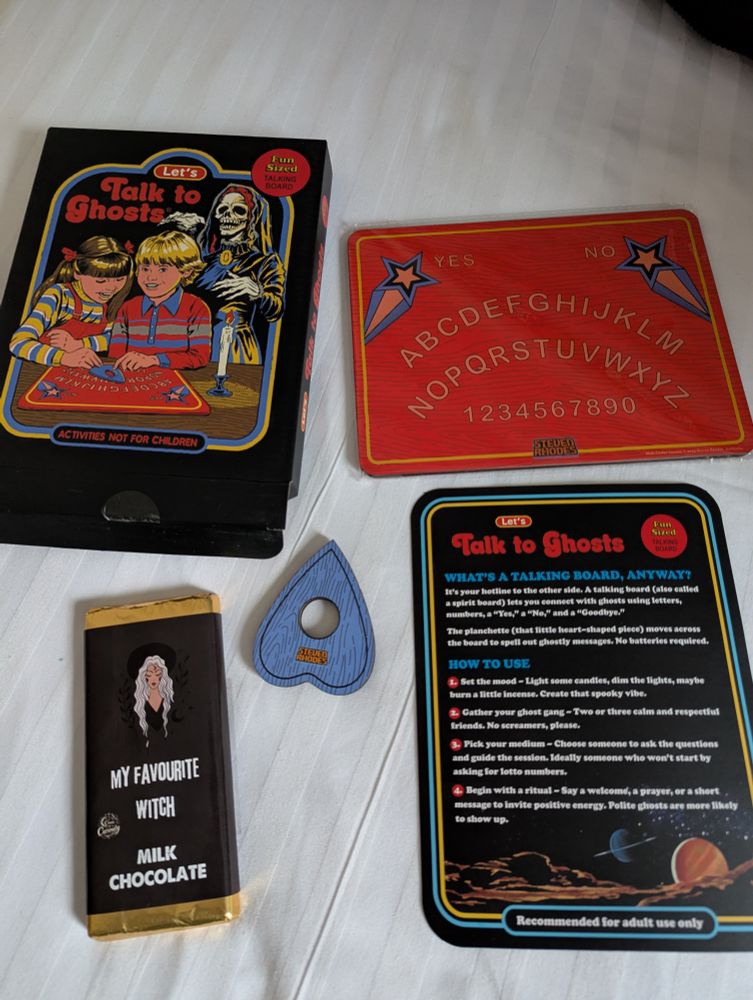 Let's
Talk to
Ghosts
Fun
Sized
TALKING
BOARD
ACTIVITIES NOT FOR CHILDREN
Let's Talk to Ghosts
YES
NO
ABCDEFGHIJKLM
NOPQRSTUVWXYZ
1234567890
STEVEN
RHODES
STEVEN
RHODES
MY FAVOURITE
WITCH
MILK
CHOCOLATE
Let's
Talk to Ghosts
Fun
Sized
TALKING
BOARD
WHAT'S A TALKING BOARD, ANYWAY?
It's your hotline to the other side. A talking board (also called
a spirit board) lets you connect with ghosts using letters,
numbers, a "Yes," a "No," and a "Goodbye."
The planchette (that little heart-shaped piece) moves across
the board to spell out ghostly messages. No batteries required.
HOW TO USE
1. Set the mood – Light some candles, dim the lights, maybe
burn a little incense. Create that spooky vibe.
2. Gather your ghost gang – Two or three calm and respectful
friends. No screamers, please.
3. Pick your medium – Choose someone to ask the questions
and guide the session. Ideally someone who won't start by
asking for lotto numbers.
4. Begin with a ritual – Say a welcome, a prayer, or a short
message to invite positive energy. Polite ghosts are more likely
to show up.
Recommended for adult use only